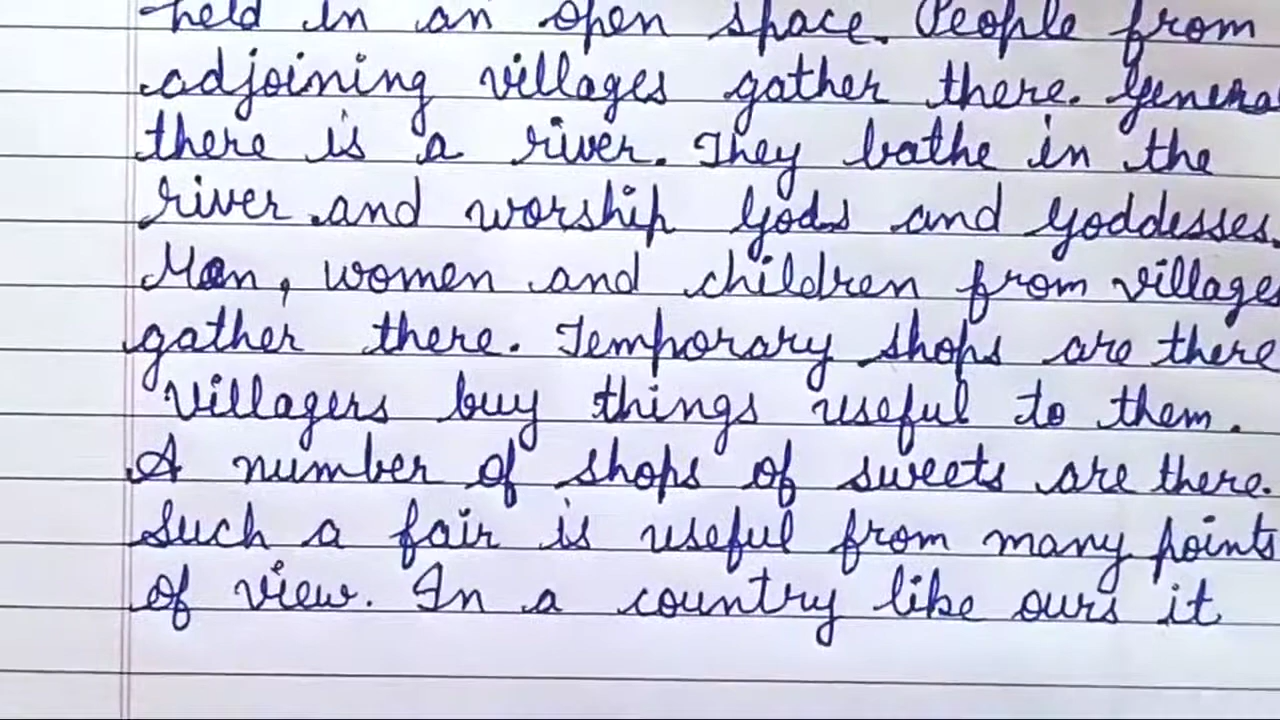 held in an open space. People from
adjoining villages gather there. Genera
there is a river. They bathe in the
river and worship Gods and Goddesses.
Men, women and children from village
gather there. Temporary shops are there
Villagers buy things useful to them.
A number of shops of sweets are there.
Such a fair is useful from many points
of view. In a country like ours it